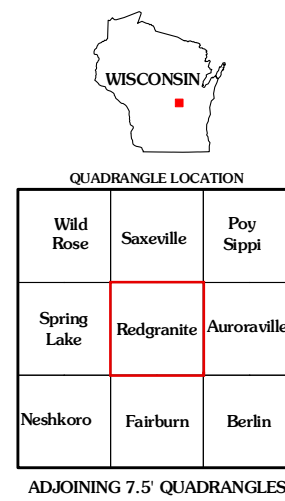 WISCONSIN
QUADRANGLE LOCATION
Wild
Rose
Saxeville
Poy
Sippi
Spring
Lake
Redgranite
Auroraville
Neshkoro
Fairburn
Berlin
ADJOINING 7.5' QUADRANGLES